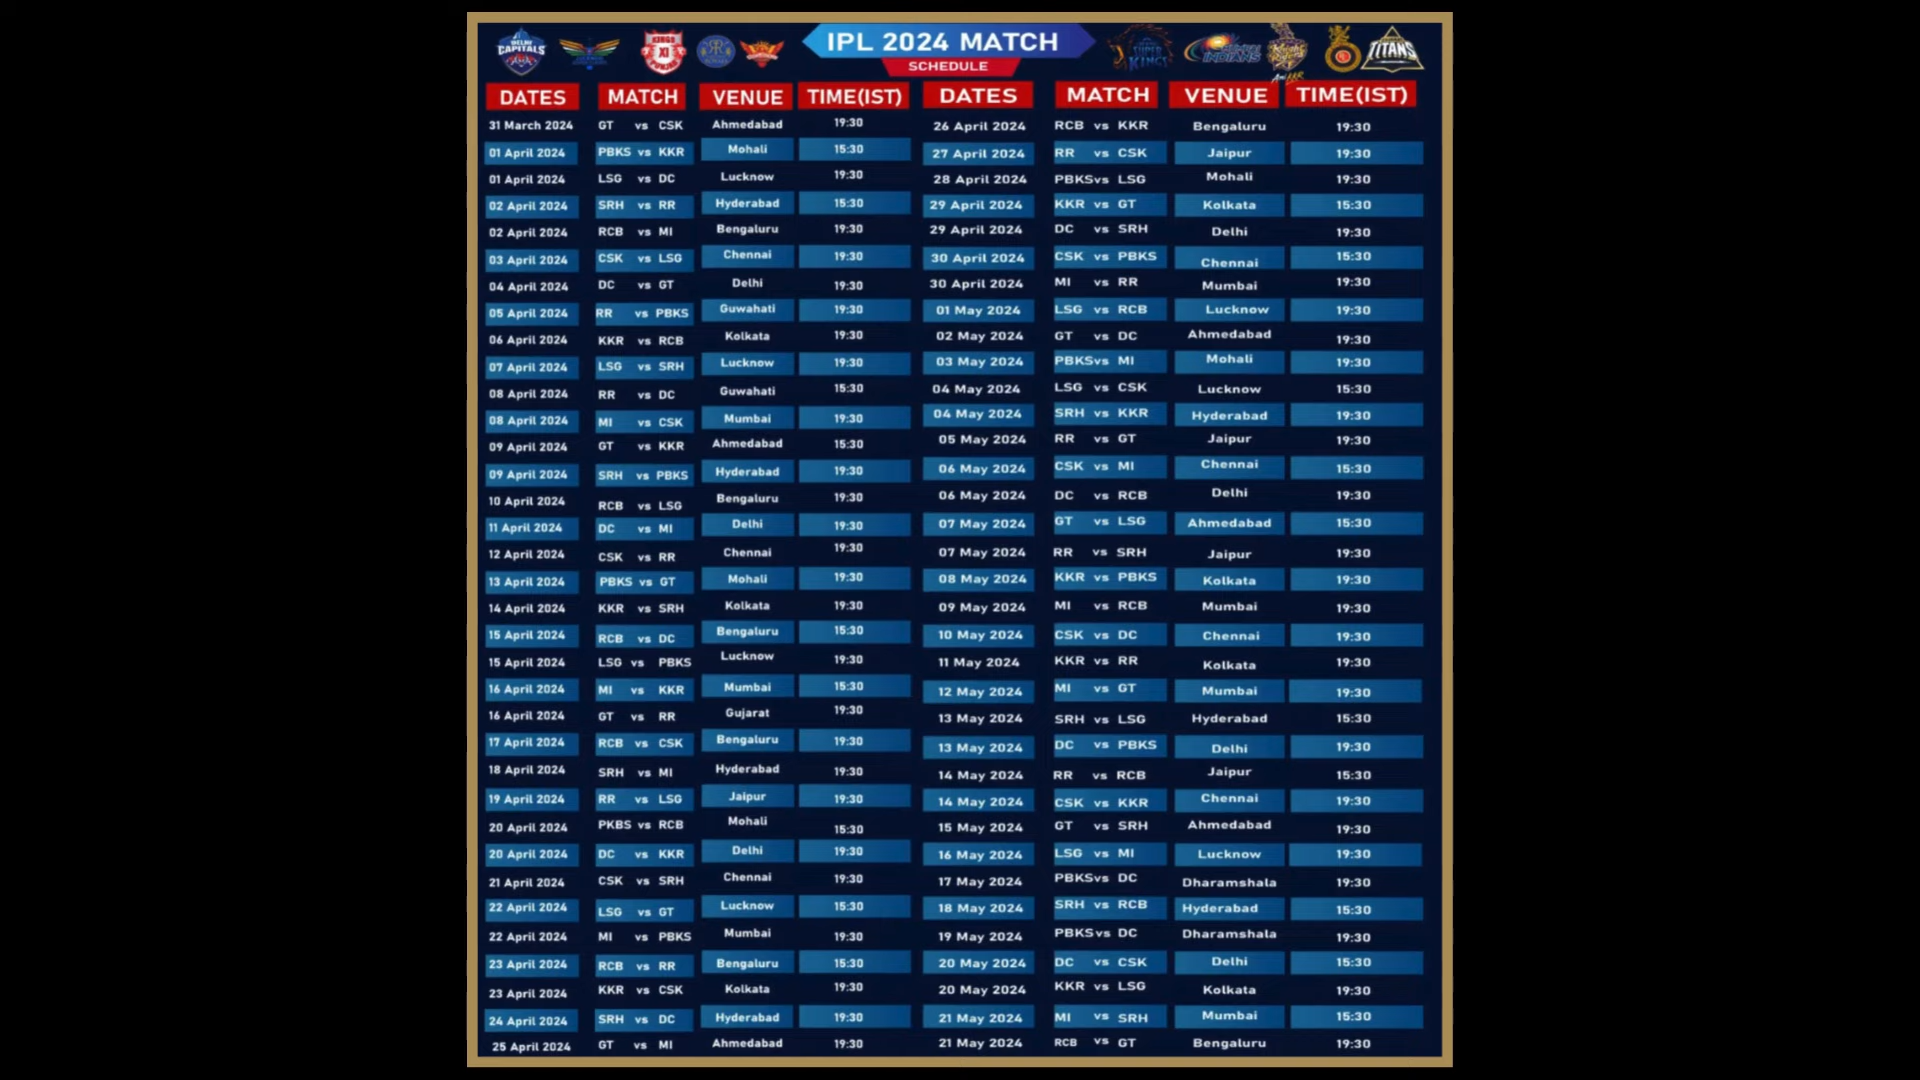 IPL 2024 MATCH
SCHEDULE
DELHI CAPITALS
KINGS XI
SUPER KINGS
INDIANS
TITANS
DATES MATCH VENUE TIME(IST) DATES MATCH VENUE TIME(IST)
31 March 2024 GT vs CSK Ahmedabad 19:30 26 April 2024 RCB vs KKR Bengaluru 19:30
01 April 2024 PBKS vs KKR Mohali 15:30 27 April 2024 RR vs CSK Jaipur 19:30
01 April 2024 LSG vs DC Lucknow 19:30 28 April 2024 PBKSvs LSG Mohali 19:30
02 April 2024 SRH vs RR Hyderabad 15:30 29 April 2024 KKR vs GT Kolkata 15:30
02 April 2024 RCB vs MI Bengaluru 19:30 29 April 2024 DC vs SRH Delhi 19:30
03 April 2024 CSK vs LSG Chennai 19:30 30 April 2024 CSK vs PBKS Chennai 15:30
04 April 2024 DC vs GT Delhi 19:30 30 April 2024 MI vs RR Mumbai 19:30
05 April 2024 RR vs PBKS Guwahati 19:30 01 May 2024 LSG vs RCB Lucknow 19:30
06 April 2024 KKR vs RCB Kolkata 19:30 02 May 2024 GT vs DC Ahmedabad 19:30
07 April 2024 LSG vs SRH Lucknow 19:30 03 May 2024 PBKSvs MI Mohali 19:30
08 April 2024 RR vs DC Guwahati 15:30 04 May 2024 LSG vs CSK Lucknow 15:30
08 April 2024 MI vs CSK Mumbai 19:30 04 May 2024 SRH vs KKR Hyderabad 19:30
09 April 2024 GT vs KKR Ahmedabad 15:30 05 May 2024 RR vs GT Jaipur 19:30
09 April 2024 SRH vs PBKS Hyderabad 19:30 06 May 2024 CSK vs MI Chennai 15:30
10 April 2024 RCB vs LSG Bengaluru 19:30 06 May 2024 DC vs RCB Delhi 19:30
11 April 2024 DC vs MI Delhi 19:30 07 May 2024 GT vs LSG Ahmedabad 15:30
12 April 2024 CSK vs RR Chennai 19:30 07 May 2024 RR vs SRH Jaipur 19:30
13 April 2024 PBKS vs GT Mohali 19:30 08 May 2024 KKR vs PBKS Kolkata 19:30
14 April 2024 KKR vs SRH Kolkata 19:30 09 May 2024 MI vs RCB Mumbai 19:30
15 April 2024 RCB vs DC Bengaluru 15:30 10 May 2024 CSK vs DC Chennai 19:30
15 April 2024 LSG vs PBKS Lucknow 19:30 11 May 2024 KKR vs RR Kolkata 19:30
16 April 2024 MI vs KKR Mumbai 15:30 12 May 2024 MI vs GT Mumbai 19:30
16 April 2024 GT vs RR Gujarat 19:30 13 May 2024 SRH vs LSG Hyderabad 15:30
17 April 2024 RCB vs CSK Bengaluru 19:30 13 May 2024 DC vs PBKS Delhi 19:30
18 April 2024 SRH vs MI Hyderabad 19:30 14 May 2024 RR vs RCB Jaipur 15:30
19 April 2024 RR vs LSG Jaipur 19:30 14 May 2024 CSK vs KKR Chennai 19:30
20 April 2024 PKBS vs RCB Mohali 15:30 15 May 2024 GT vs SRH Ahmedabad 19:30
20 April 2024 DC vs KKR Delhi 19:30 16 May 2024 LSG vs MI Lucknow 19:30
21 April 2024 CSK vs SRH Chennai 19:30 17 May 2024 PBKSvs DC Dharamshala 19:30
22 April 2024 LSG vs GT Lucknow 15:30 18 May 2024 SRH vs RCB Hyderabad 15:30
22 April 2024 MI vs PBKS Mumbai 19:30 19 May 2024 PBKSvs DC Dharamshala 19:30
23 April 2024 RCB vs RR Bengaluru 15:30 20 May 2024 DC vs CSK Delhi 15:30
23 April 2024 KKR vs CSK Kolkata 19:30 20 May 2024 KKR vs LSG Kolkata 19:30
24 April 2024 SRH vs DC Hyderabad 19:30 21 May 2024 MI vs SRH Mumbai 15:30
25 April 2024 GT vs MI Ahmedabad 19:30 21 May 2024 RCB vs GT Bengaluru 19:30